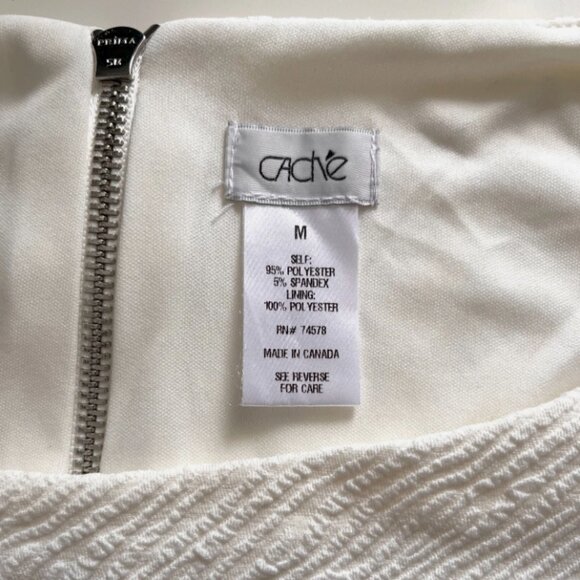 PRIMA
SK
CAChé
M
SELF:
95% POLYESTER
5% SPANDEX
LINING:
100% POLYESTER
RN# 74578
MADE IN CANADA
SEE REVERSE
FOR CARE